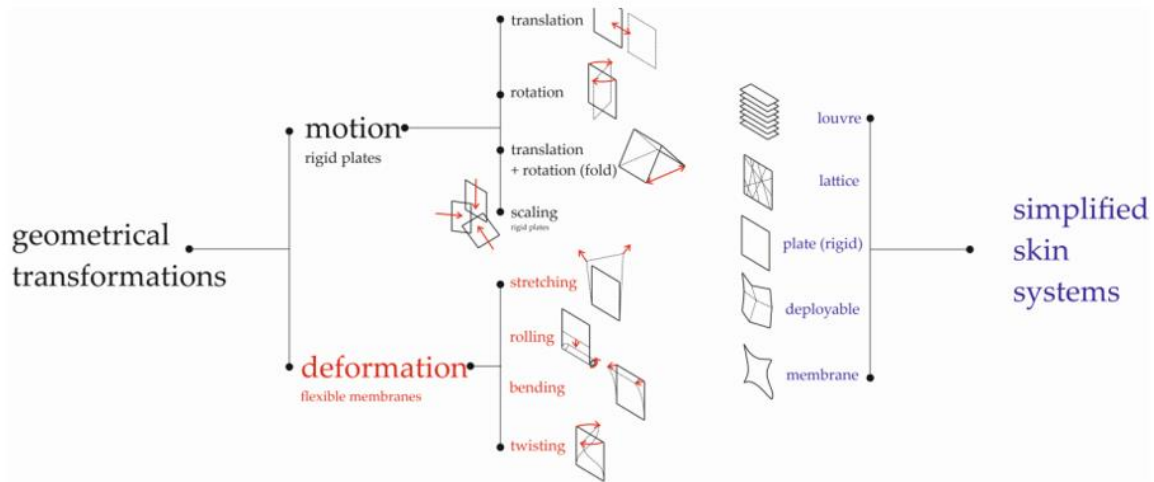 geometrical
transformations
motion
rigid plates
translation
rotation
translation
+ rotation (fold)
scaling
rigid plates
deformation
flexible membranes
stretching
rolling
bending
twisting
louvre
lattice
plate (rigid)
deployable
membrane
simplified
skin
systems